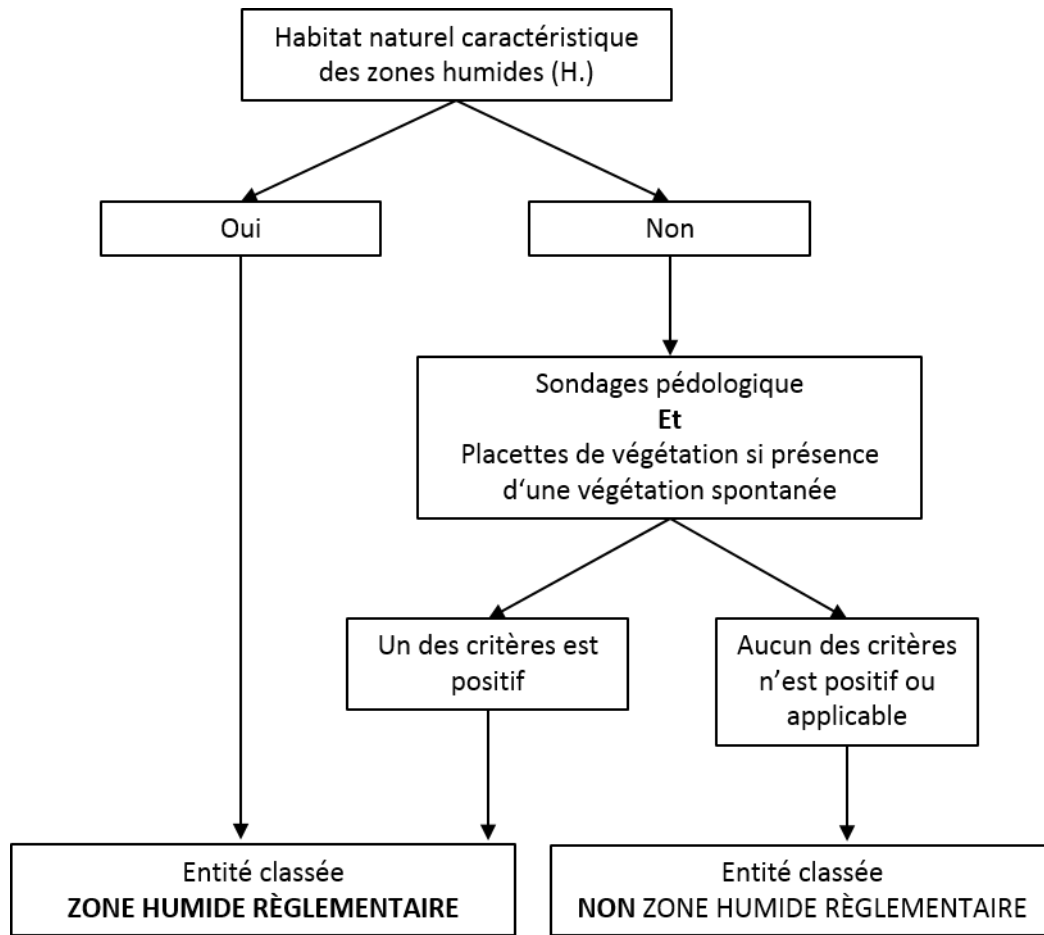 Habitat naturel caractéristique
des zones humides (H.)
Oui
Non
Sondages pédologique
Et
Placettes de végétation si présence
d‘une végétation spontanée
Un des critères est
positif
Aucun des critères
n’est positif ou
applicable
Entité classée
ZONE HUMIDE RÈGLEMENTAIRE
Entité classée
NON ZONE HUMIDE RÈGLEMENTAIRE